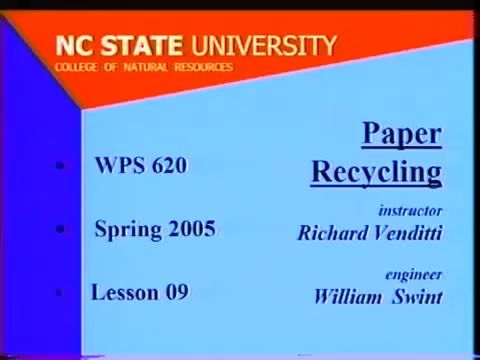 NC STATE UNIVERSITY
COLLEGE OF NATURAL RESOURCES
Paper
Recycling
• WPS 620
instructor
Richard Venditti
• Spring 2005
engineer
William Swint
• Lesson 09